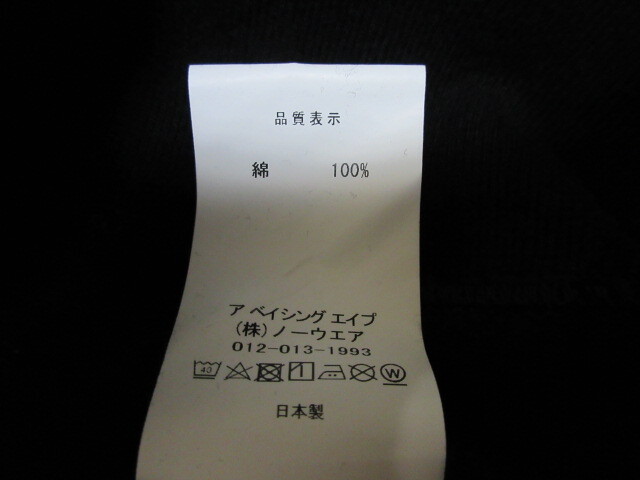 品質表示
綿 100%
ア ベイシング エイプ
(株)ノーウエア
012-013-1993
40 W
日本製